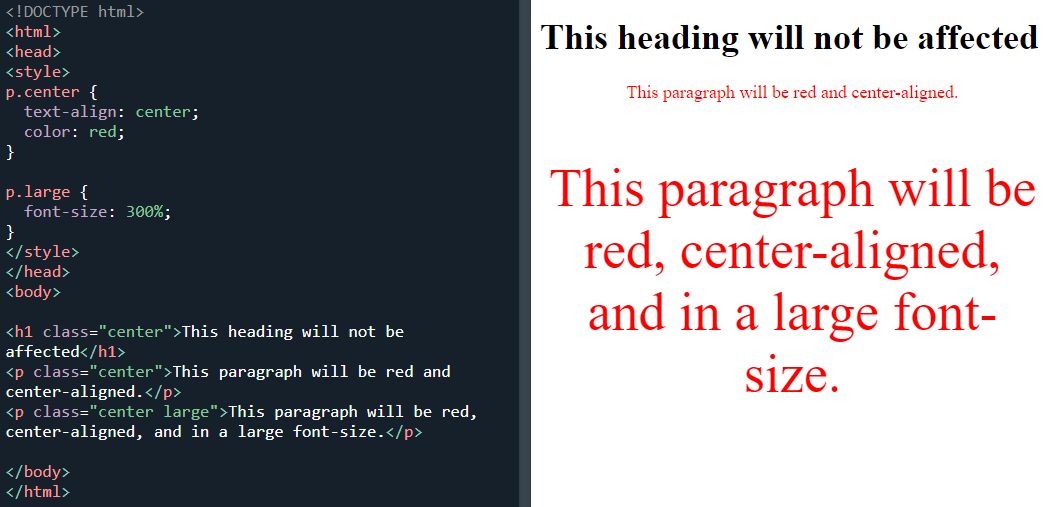 <!DOCTYPE html>
<html>
<head>
<style>
p.center {
  text-align: center;
  color: red;
}

p.large {
  font-size: 300%;
}
</style>
</head>
<body>

<h1 class="center">This heading will not be
affected</h1>
<p class="center">This paragraph will be red and
center-aligned.</p>
<p class="center large">This paragraph will be red,
center-aligned, and in a large font-size.</p>

</body>
</html>

This heading will not be affected
This paragraph will be red and center-aligned.
This paragraph will be
red, center-aligned,
and in a large font-
size.